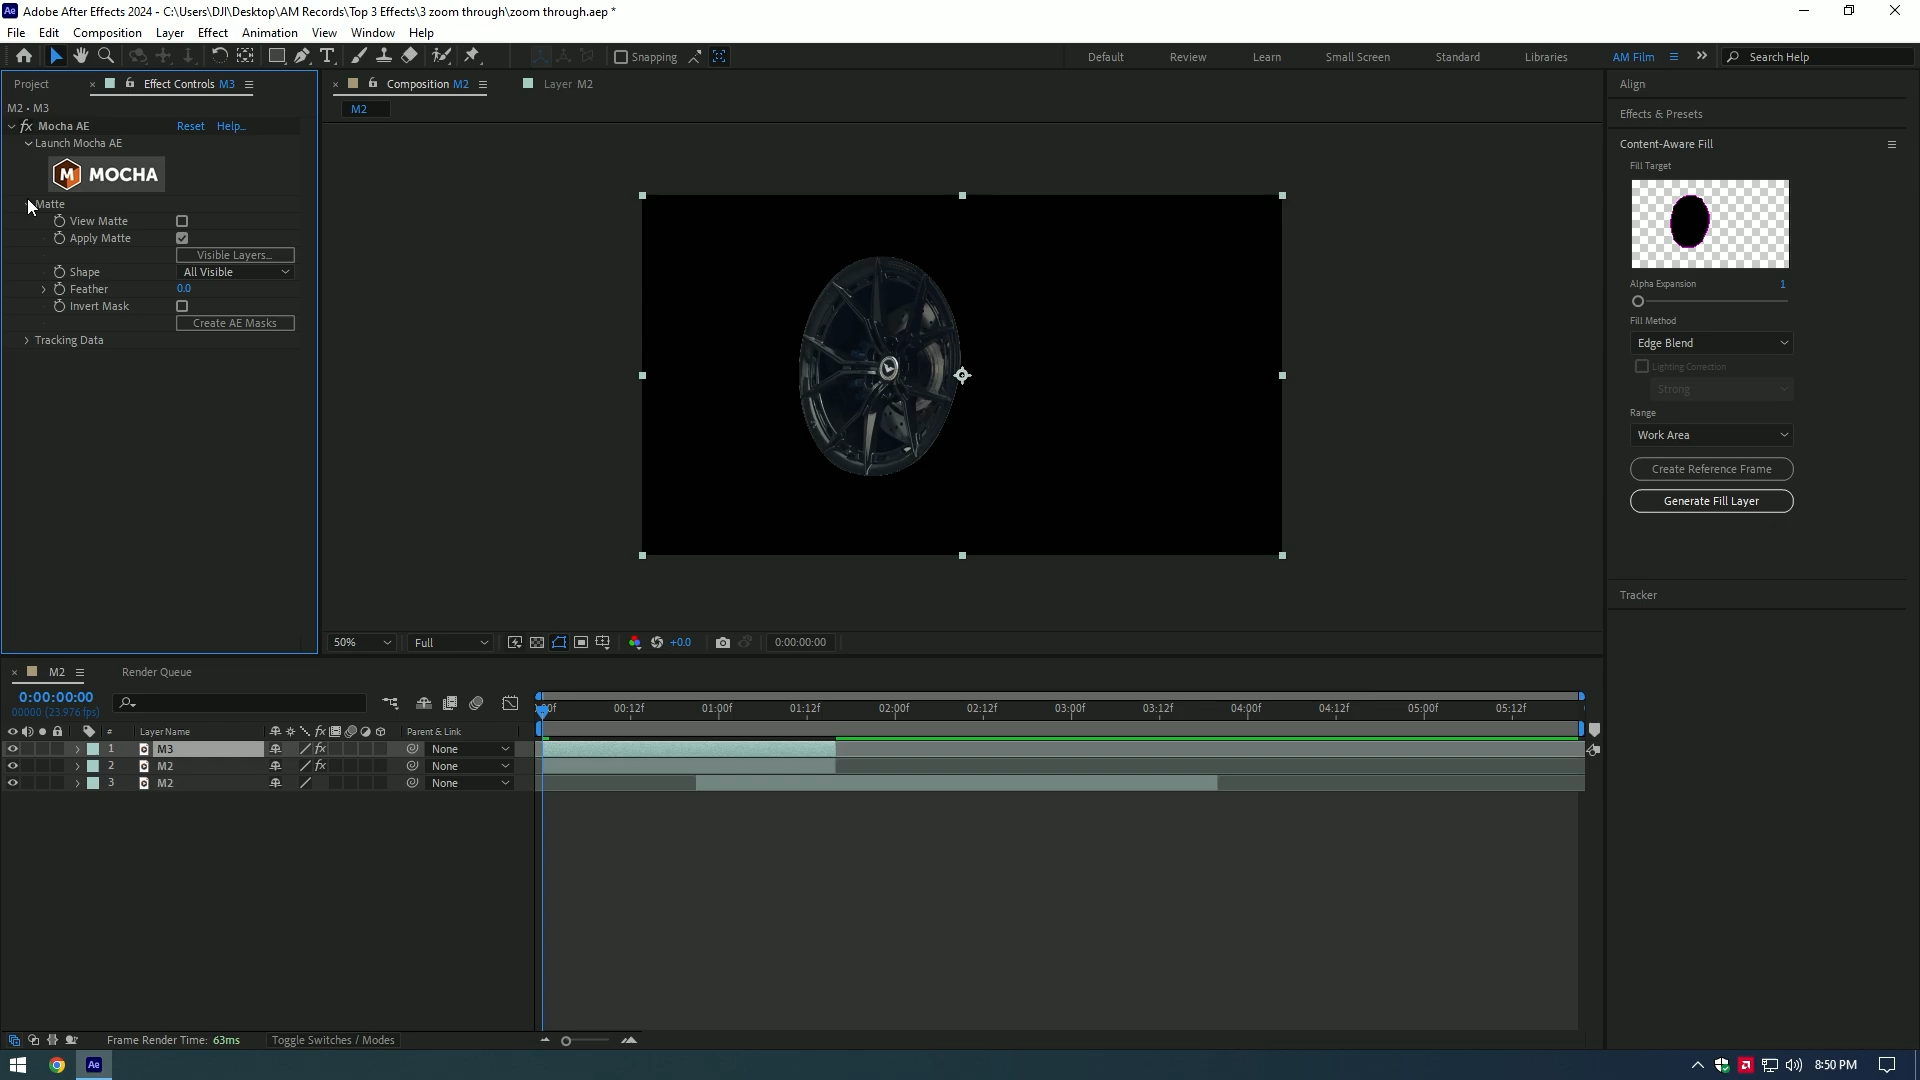 Ae Adobe After Effects 2024 - C:\Users\DJI\Desktop\AM Records\Top 3 Effects\3 zoom through\zoom through.aep *
File Edit Composition Layer Effect Animation View Window Help
Snapping Default Review Learn Small Screen Standard AM Film Libraries Search Help
Project Effect Controls M3
M2 • M3
fx Mocha AE Reset Help...
Launch Mocha AE
M MOCHA
Matte
View Matte
Apply Matte
Visible Layers...
Shape All Visible
Feather 0.0
Invert Mask
Create AE Masks
Tracking Data
Composition M2 Layer M2
M2
50% Full +0.0 0:00:00:00
Align
Effects & Presets
Content-Aware Fill
Fill Target
Alpha Expansion 1
Fill Method
Edge Blend
Lighting Correction
Strong
Range
Work Area
Create Reference Frame
Generate Fill Layer
Tracker
M2 Render Queue
0:00:00:00
00000 (23.976 fps)
00f 00:12f 01:00f 01:12f 02:00f 02:12f 03:00f 03:12f 04:00f 04:12f 05:00f 05:12f
# Layer Name fx Parent & Link
1 M3 fx None
2 M2 fx None
3 M2 None
Frame Render Time: 63ms Toggle Switches / Modes
Ae 8:50 PM